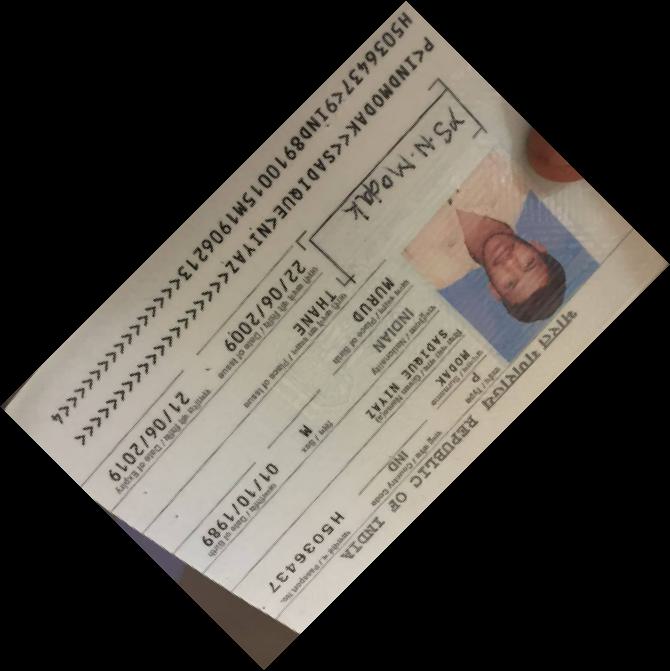 भारत गणराज्य REPUBLIC OF INDIA
टाइप / Type
P
राष्ट्र कोड / Country Code
IND
पासपोर्ट नं. / Passport No.
H5036437
उपनाम / Surname
MODAK
दिया गया नाम / Given Name(s)
SADIQUE NIYAZ
राष्ट्रीयता / Nationality
INDIAN
लिंग / Sex
M
जन्मतिथि / Date of Birth
01/10/1989
जन्म स्थान / Place of Birth
MURUD
जारी करने का स्थान / Place of Issue
THANE
जारी करने की तिथि / Date of Issue
22/06/2009
समाप्ति की तिथि / Date of Expiry
21/06/2019
S.N.Modak
P<INDMODAK<<SADIQUE<NIYAZ<<<<<<<<<<<<<<<<<<<
H5036437<9IND8910015M1906213<<<<<<<<<<<<<<<4